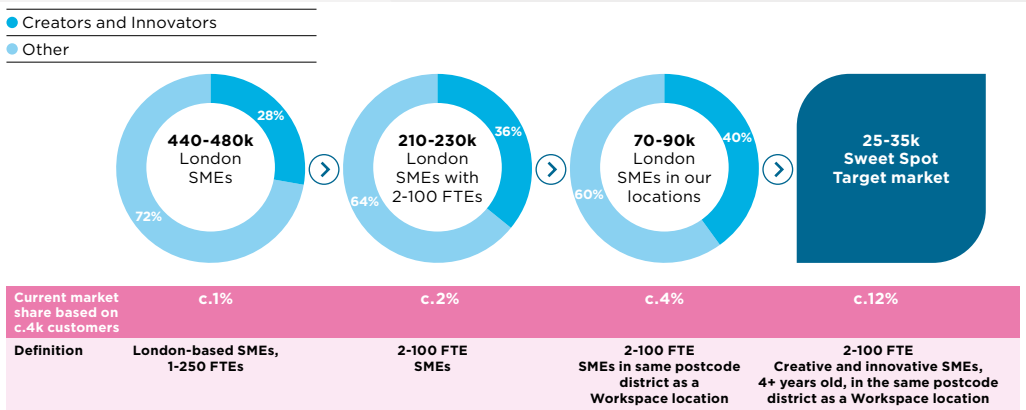 Creators and Innovators
Other
28%
440-480k
London
SMEs
72%
36%
210-230k
London
SMEs with
2-100 FTEs
64%
40%
70-90k
London
SMEs in our
locations
60%
25-35k
Sweet Spot
Target market
Current market
share based on
c.4k customers
c.1%
c.2%
c.4%
c.12%
Definition
London-based SMEs,
1-250 FTEs
2-100 FTE
SMEs
2-100 FTE
SMEs in same postcode
district as a
Workspace location
2-100 FTE
Creative and innovative SMEs,
4+ years old, in the same postcode
district as a Workspace location